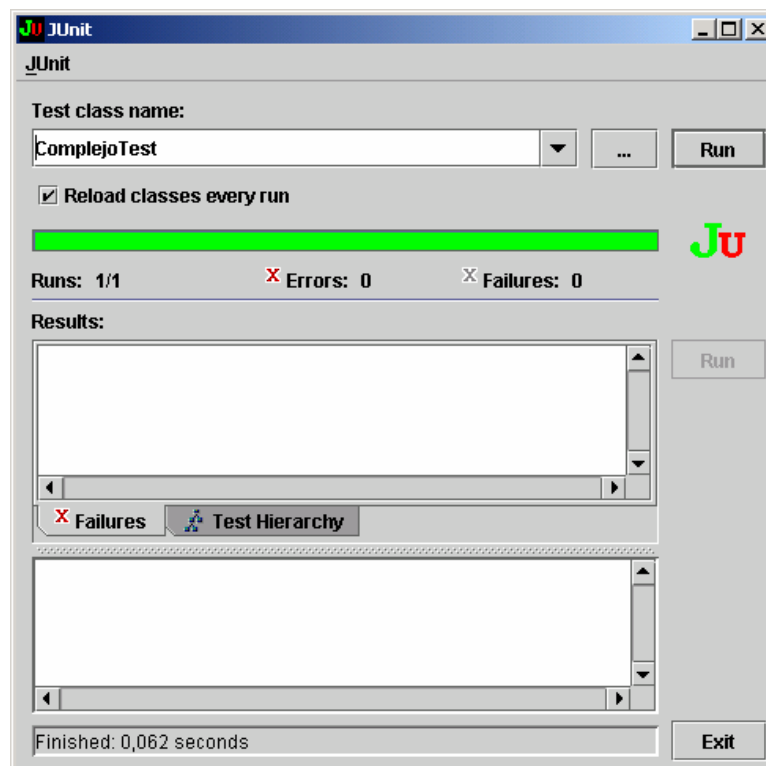 JU JUnit
JUnit
Test class name:
ComplejoTest
...
Run
Reload classes every run
JU
Runs: 1/1
X Errors: 0
X Failures: 0
Results:
Run
X Failures
Test Hierarchy
Finished: 0,062 seconds
Exit